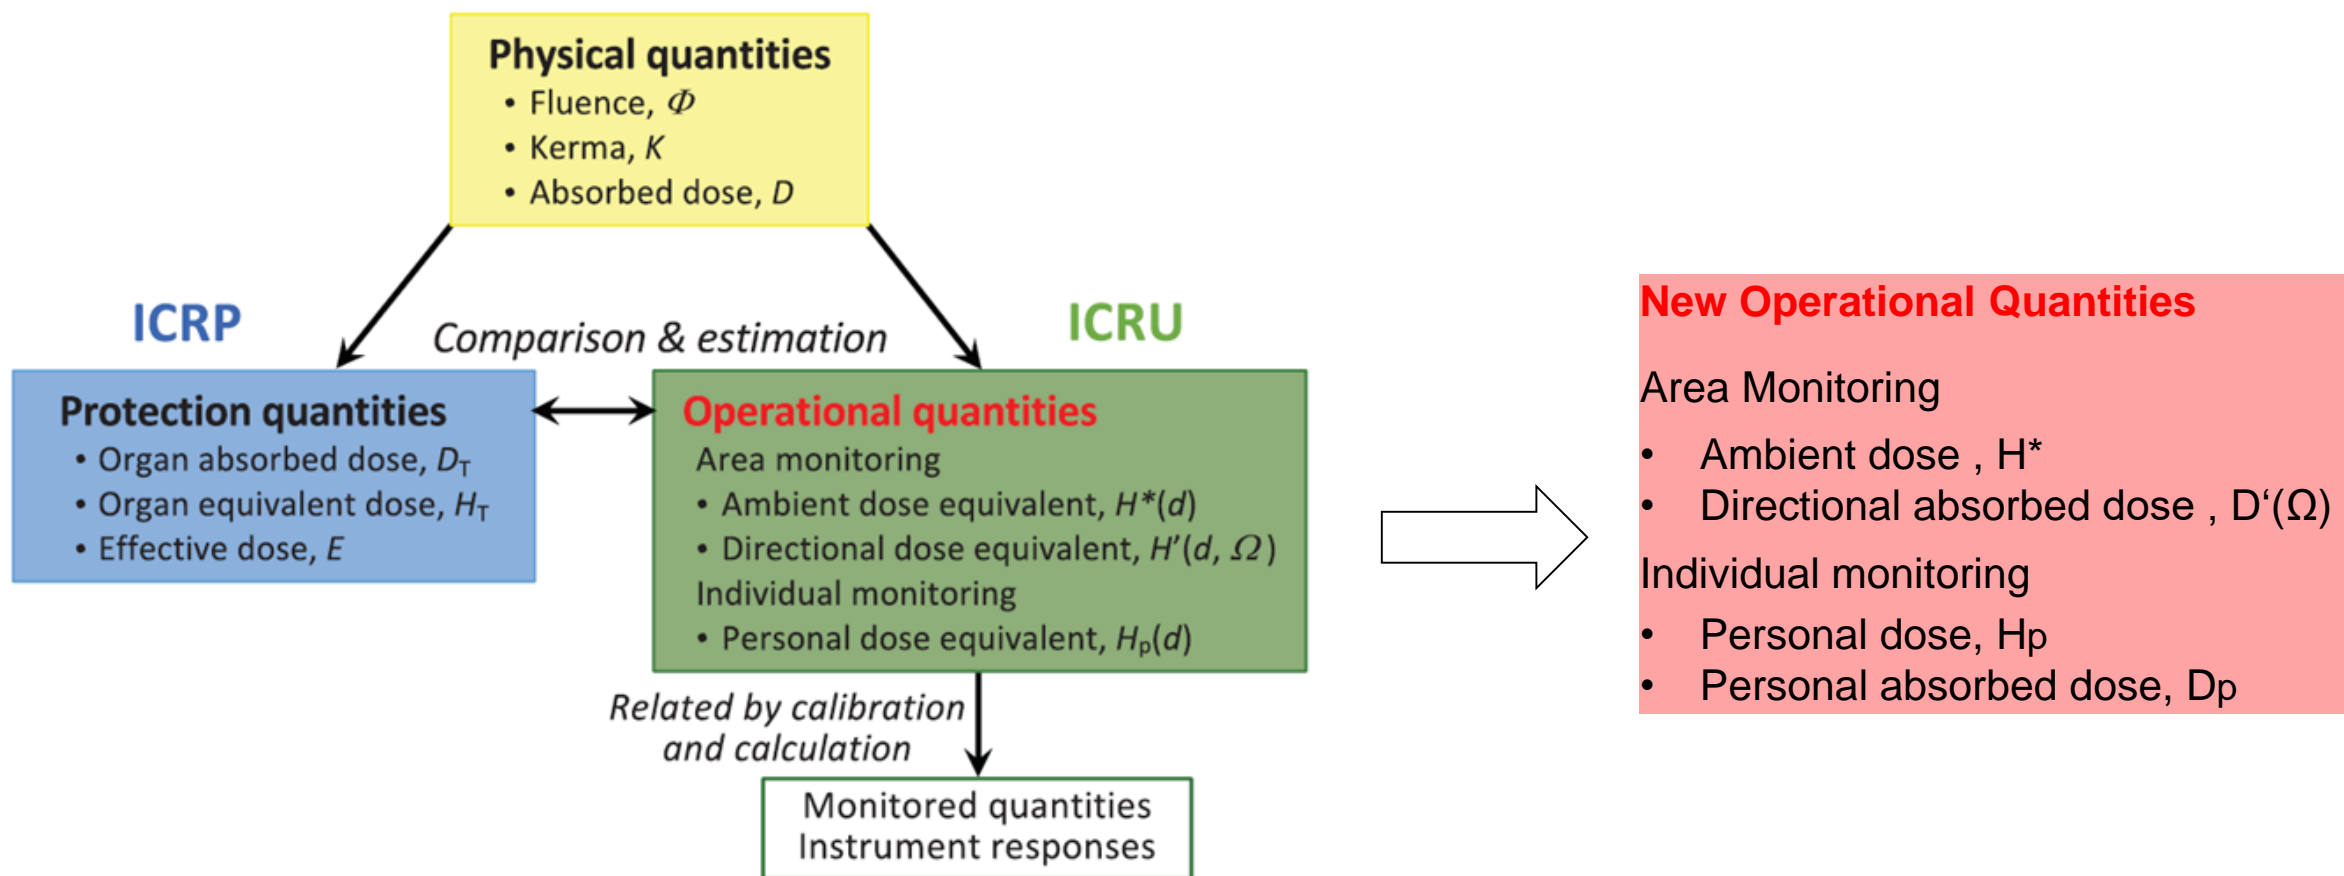 Physical quantities
• Fluence, Φ
• Kerma, K
• Absorbed dose, D
ICRP
Comparison & estimation
ICRU
Protection quantities
• Organ absorbed dose, D_T
• Organ equivalent dose, H_T
• Effective dose, E
Operational quantities
Area monitoring
• Ambient dose equivalent, H*(d)
• Directional dose equivalent, H'(d, Ω)
Individual monitoring
• Personal dose equivalent, H_p(d)
Related by calibration
and calculation
Monitored quantities
Instrument responses
New Operational Quantities
Area Monitoring
• Ambient dose , H*
• Directional absorbed dose , D‘(Ω)
Individual monitoring
• Personal dose, Hp
• Personal absorbed dose, Dp